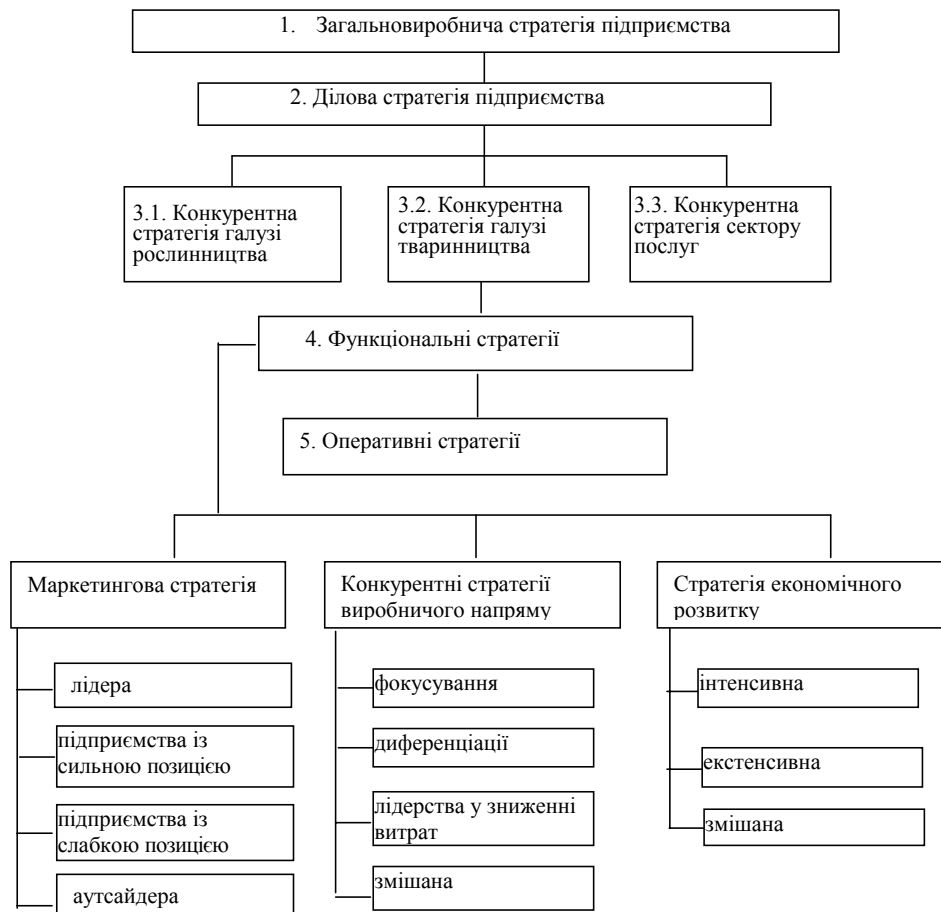 1. Загальновиробнича стратегія підприємства
2. Ділова стратегія підприємства
3.1. Конкурентна
стратегія галузі
рослинництва
3.2. Конкурентна
стратегія галузі
тваринництва
3.3. Конкурентна
стратегія сектору
послуг
4. Функціональні стратегії
5. Оперативні стратегії
Маркетингова стратегія
лідера
підприємства із
сильною позицією
підприємства із
слабкою позицією
аутсайдера
Конкурентні стратегії
виробничого напряму
фокусування
диференціації
лідерства у зниженні
витрат
змішана
Стратегія економічного
розвитку
інтенсивна
екстенсивна
змішана